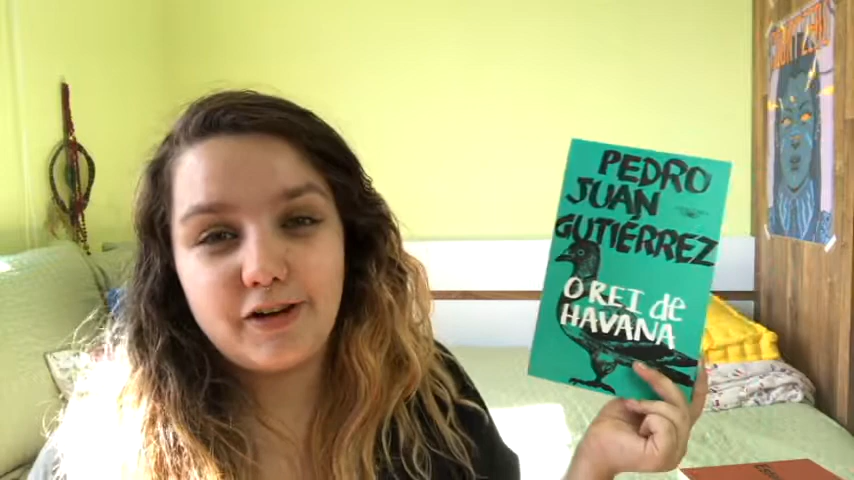 PEDRO
JUAN
GUTIÉRREZ
O REI de
HAVANA